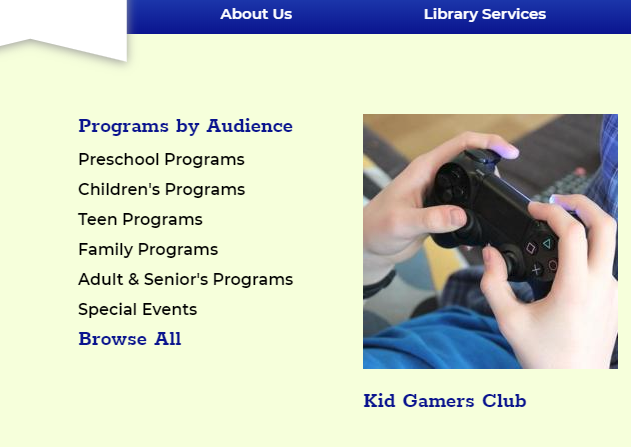 About Us
Library Services
Programs by Audience
Preschool Programs
Children's Programs
Teen Programs
Family Programs
Adult & Senior's Programs
Special Events
Browse All
Kid Gamers Club